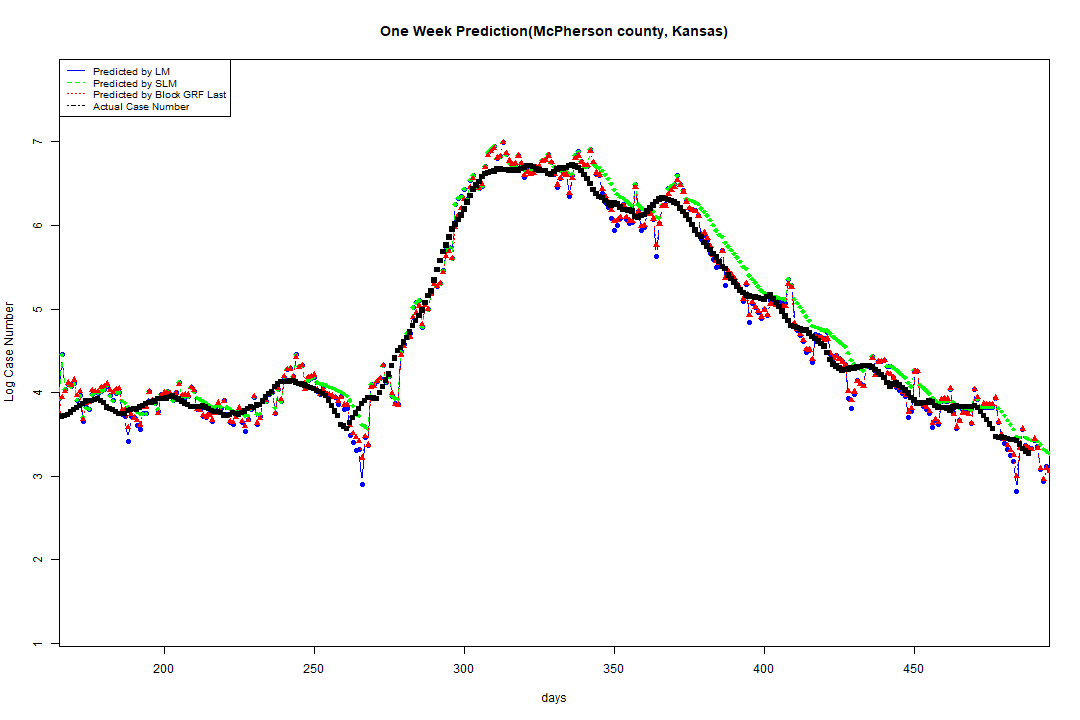 One Week Prediction(McPherson county, Kansas)
Predicted by LM
Predicted by SLM
Predicted by Block GRF Last
Actual Case Number
7
6
5
4
3
2
1
Log Case Number
200 250 300 350 400 450
days